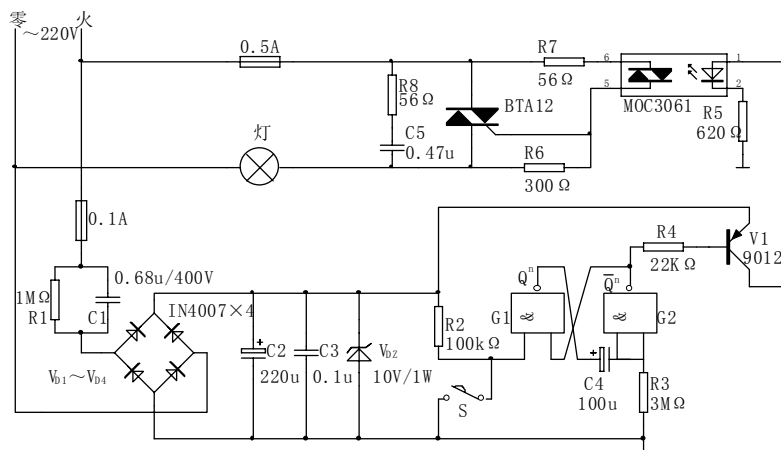 零 火
～220V
0.5A
R7
56Ω
6
5
1
2
MOC3061
R8
56Ω
C5
0.47u
BTA12
R5
620Ω
灯
R6
300Ω
0.1A
R4
22KΩ
V1
9012
1MΩ
R1
C1
0.68u/400V
IN4007×4
VD1～VD4
+
C2
220u
C3
0.1u
VDZ
10V/1W
R2
100kΩ
S
Qn
G1
&
Q̅n
&
G2
+
C4
100u
R3
3MΩ